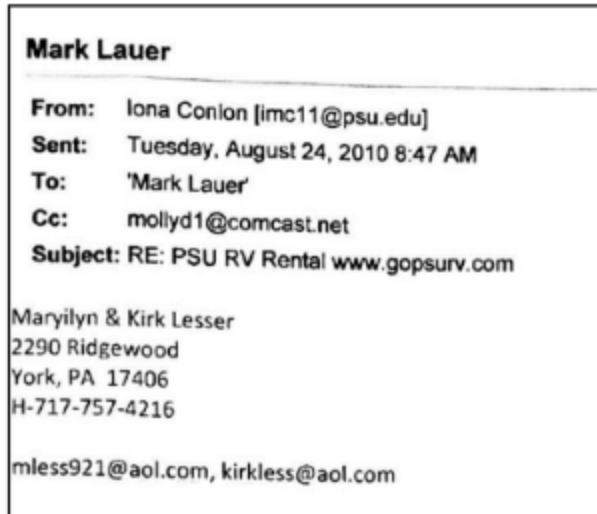 Mark Lauer
From: Iona Conlon [imc11@psu.edu]
Sent: Tuesday, August 24, 2010 8:47 AM
To: 'Mark Lauer'
Cc: mollyd1@comcast.net
Subject: RE: PSU RV Rental www.gopsurv.com
Maryilyn & Kirk Lesser
2290 Ridgewood
York, PA 17406
H-717-757-4216
mless921@aol.com, kirkless@aol.com